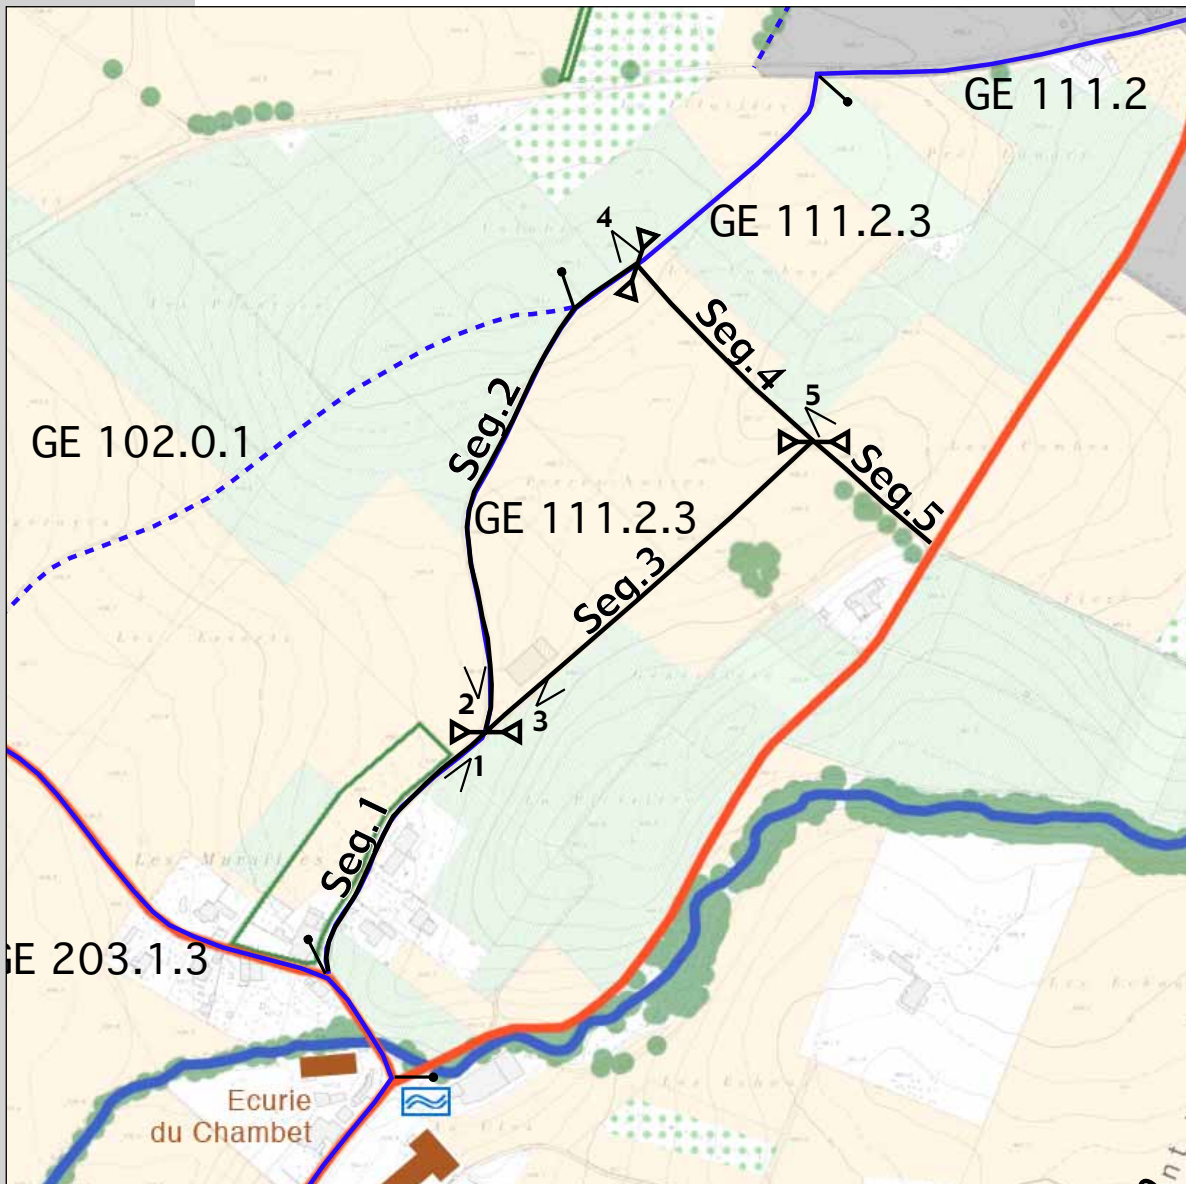 GE 111.2
4
GE 111.2.3
Seg.4
5
Seg.2
GE 102.0.1
Seg.5
GE 111.2.3
Seg.3
2
3
1
Seg.1
GE 203.1.3
Ecurie
du Chambet